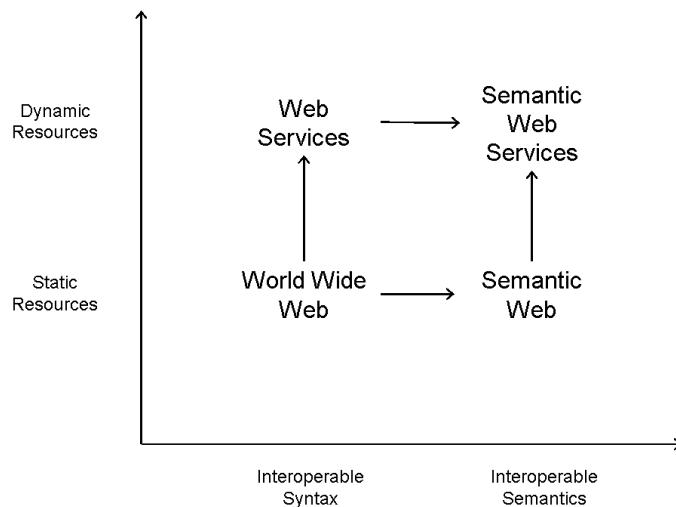 Dynamic
Resources
Web
Services
Semantic
Web
Services
Static
Resources
World Wide
Web
Semantic
Web
Interoperable
Syntax
Interoperable
Semantics